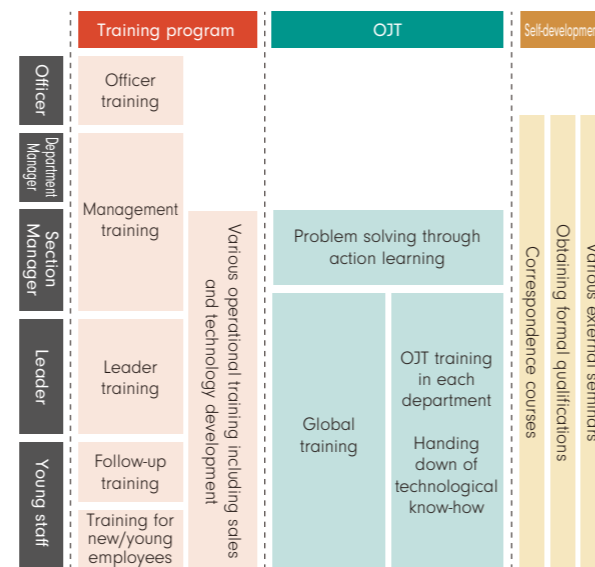 Training program
OJT
Self-development
Officer
Officer
training
Department
Manager
Management
training
Section
Manager
Various operational training including sales
and technology development
Problem solving through
action learning
Leader
Leader
training
Global
training
OJT training
in each
department
Handing
down of
technological
know-how
Young staff
Follow-up
training
Training for
new/young
employees
Correspondence courses
Obtaining formal qualifications
Various external seminars